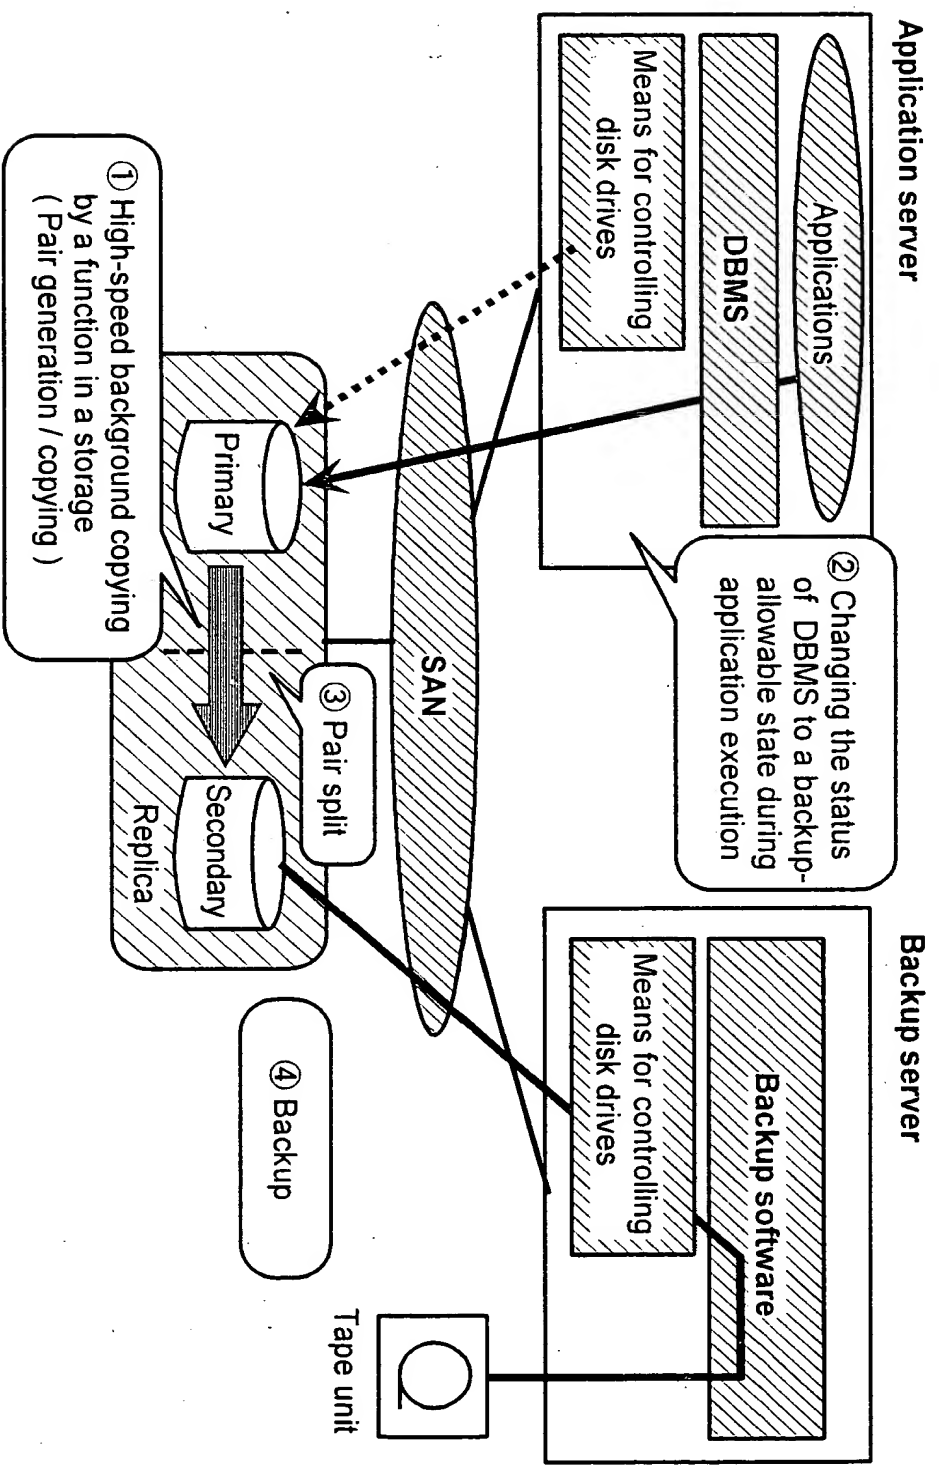 Application server
Applications
DBMS
Means for controlling
disk drives
② Changing the status
of DBMS to a backup-
allowable state during
application execution
Backup server
Backup software
Means for controlling
disk drives
SAN
① High-speed background copying
by a function in a storage
( Pair generation / copying )
Primary
③ Pair split
Secondary
Replica
④ Backup
Tape unit